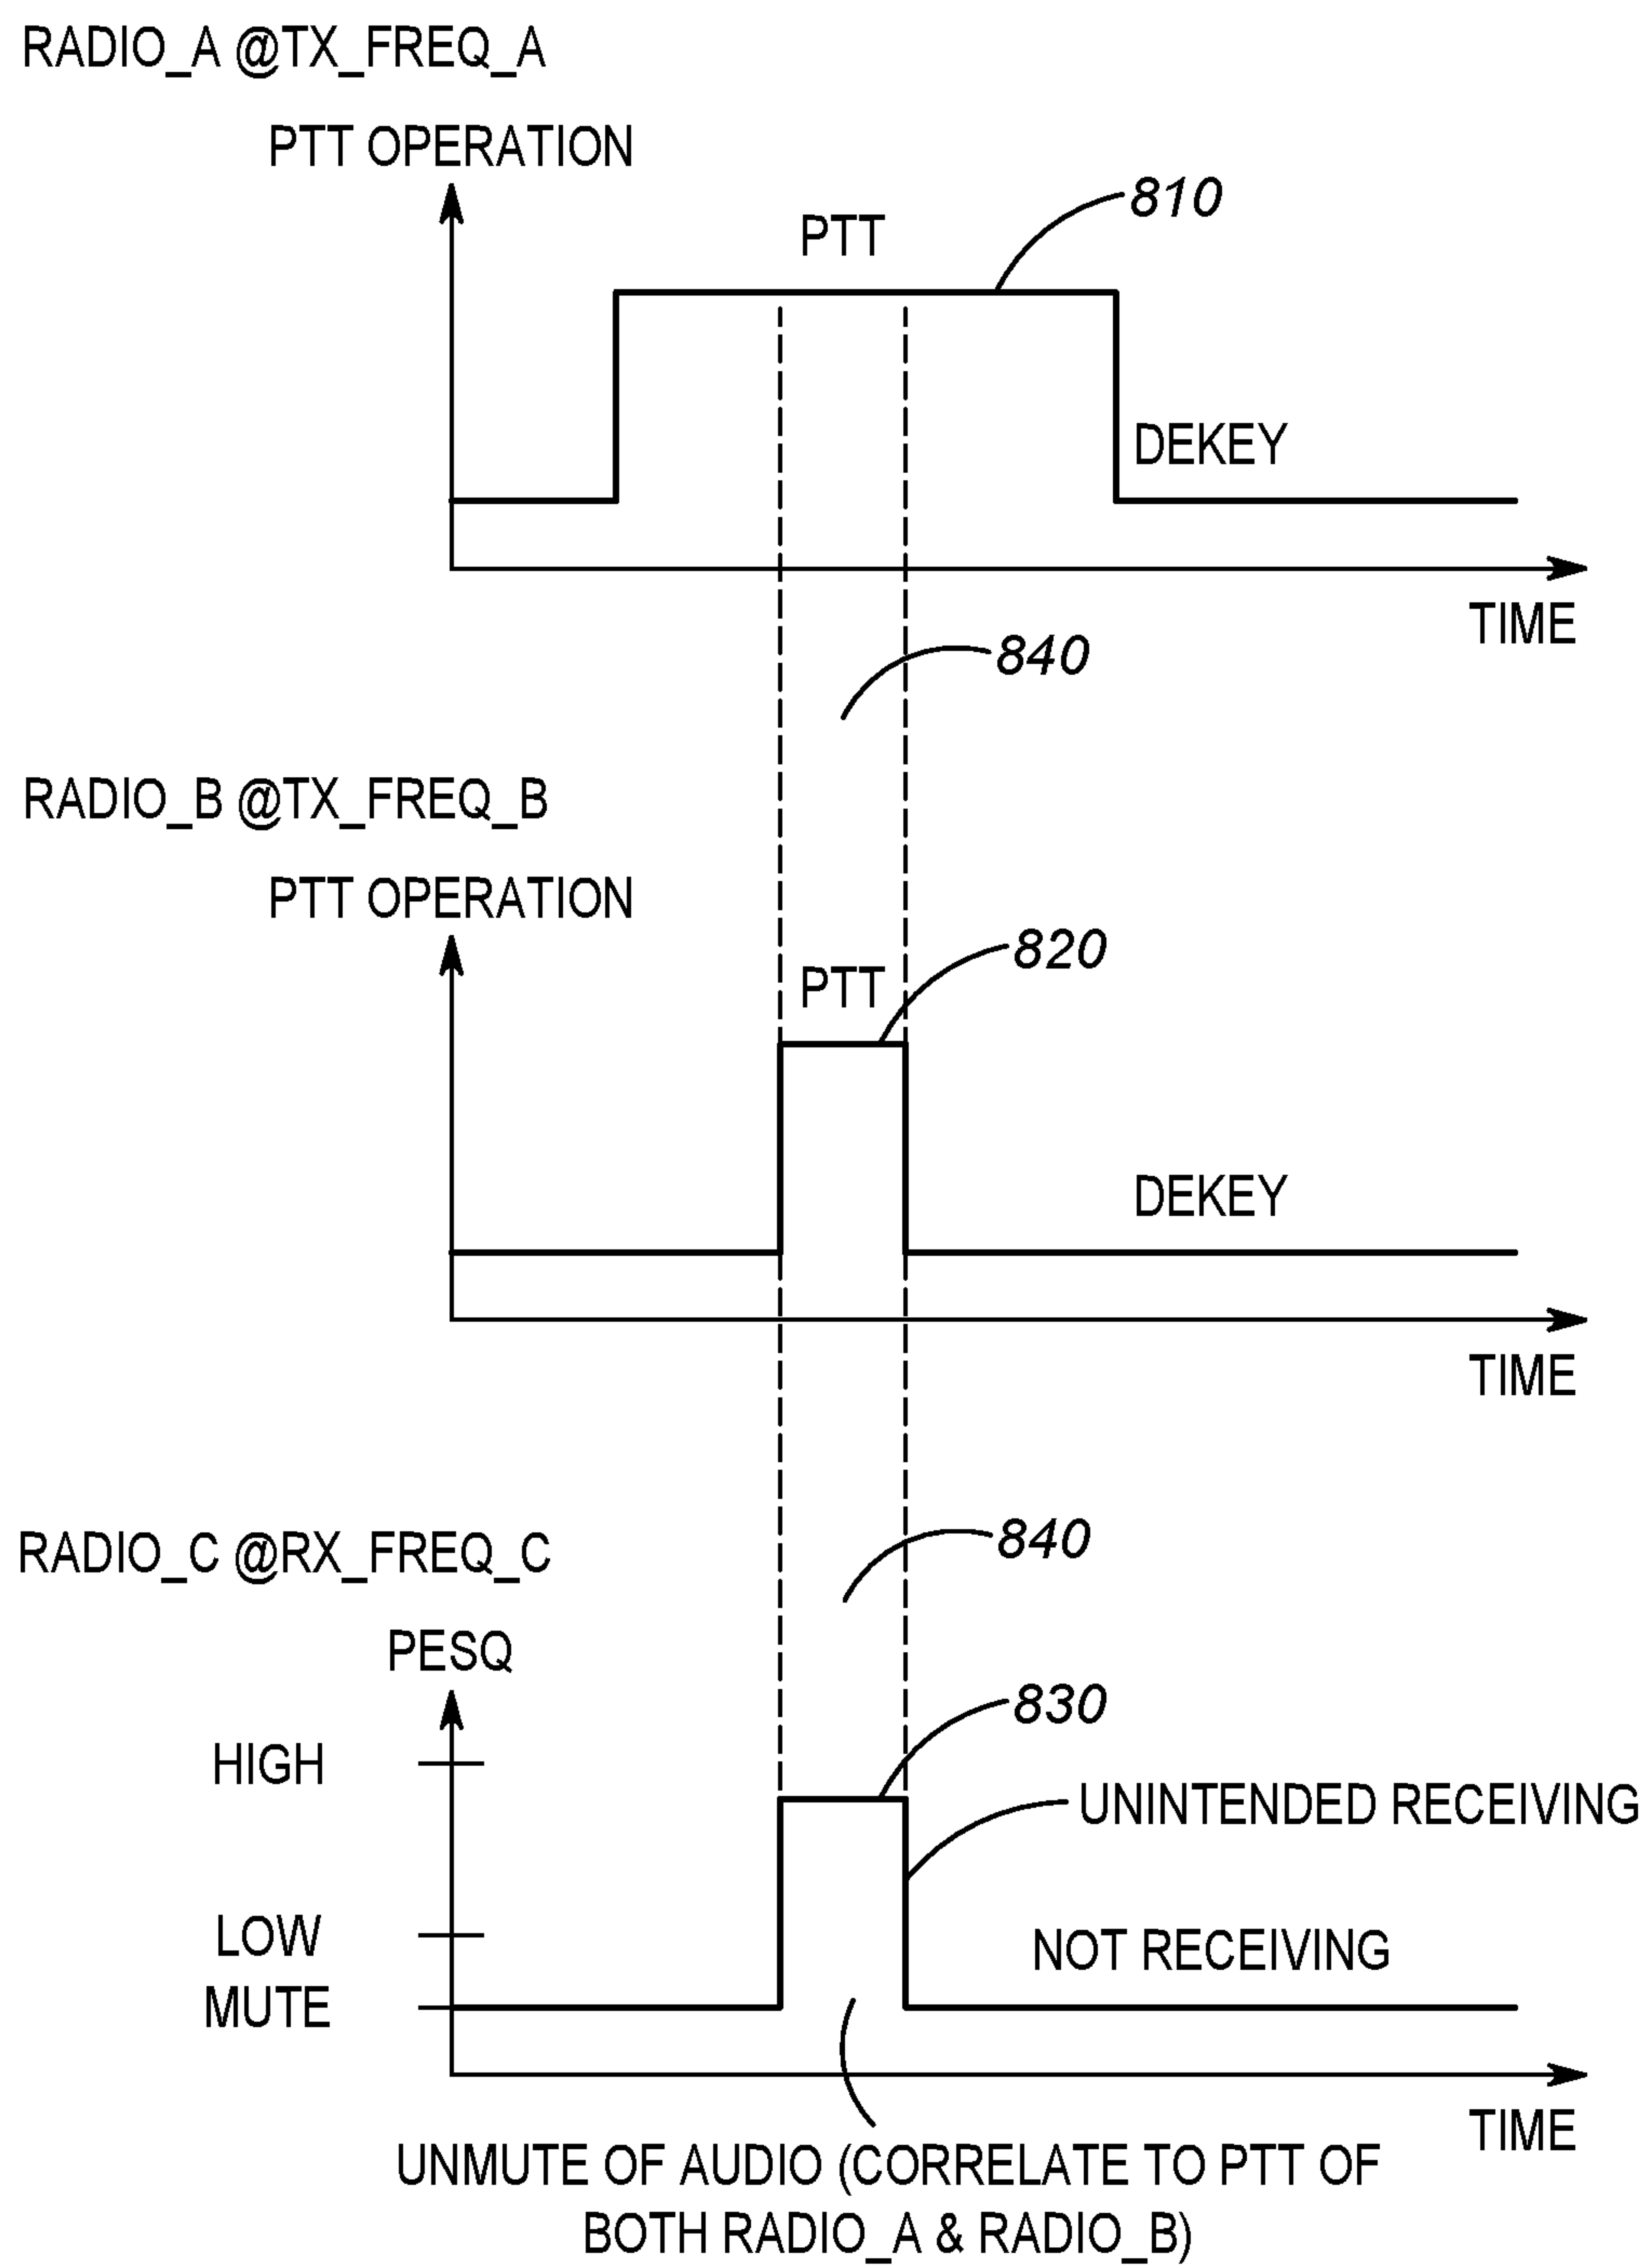 RADIO_A @TX_FREQ_A
PTT OPERATION
810
PTT
DEKEY
TIME
840
RADIO_B @TX_FREQ_B
PTT OPERATION
820
PTT
DEKEY
TIME
840
RADIO_C @RX_FREQ_C
PESQ
830
HIGH
UNINTENDED RECEIVING
LOW
NOT RECEIVING
MUTE
TIME
UNMUTE OF AUDIO (CORRELATE TO PTT OF
BOTH RADIO_A & RADIO_B)